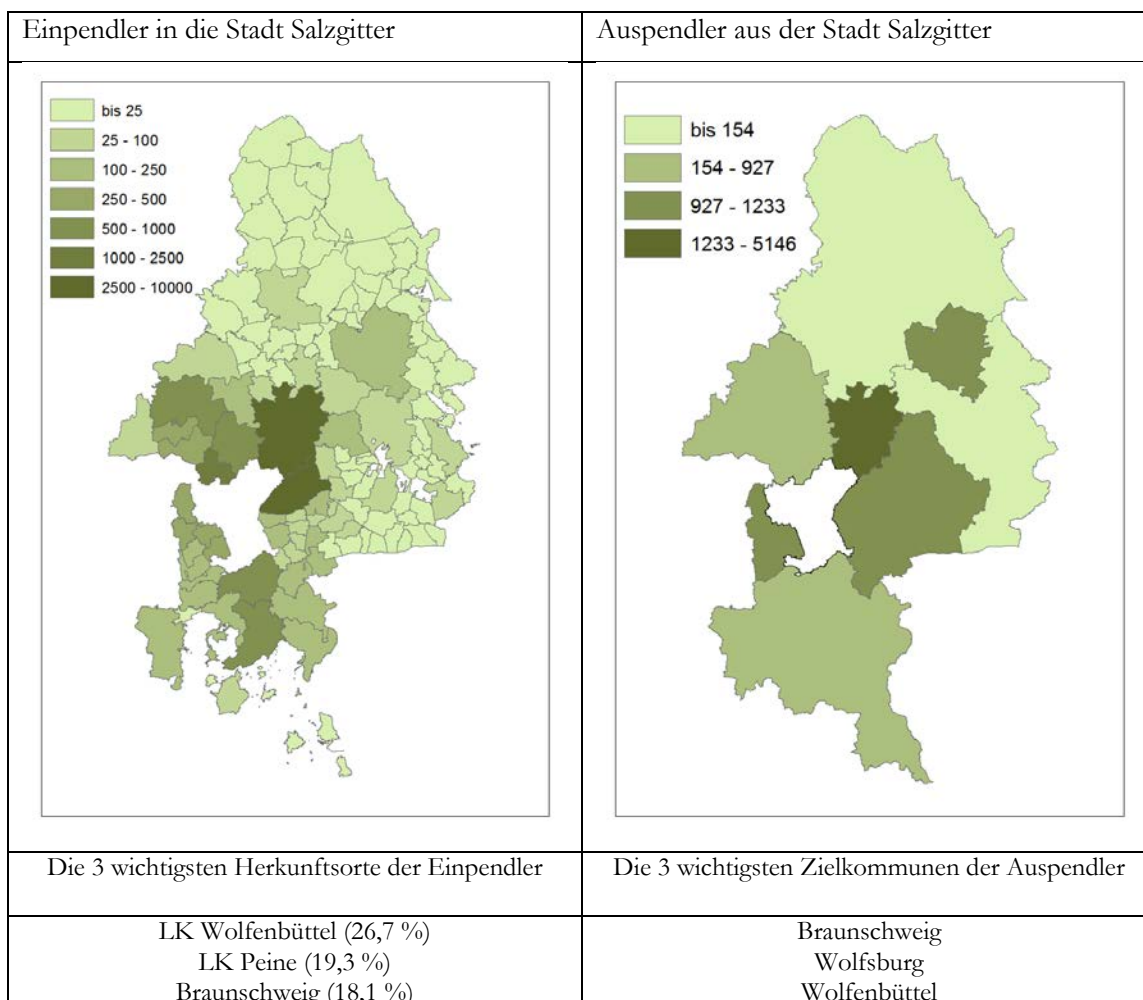 Einpendler in die Stadt Salzgitter
Auspendler aus der Stadt Salzgitter
bis 25
25 - 100
100 - 250
250 - 500
500 - 1000
1000 - 2500
2500 - 10000
bis 154
154 - 927
927 - 1233
1233 - 5146
Die 3 wichtigsten Herkunftsorte der Einpendler
Die 3 wichtigsten Zielkommunen der Auspendler
LK Wolfenbüttel (26,7 %)
LK Peine (19,3 %)
Braunschweig (18,1 %)
Braunschweig
Wolfsburg
Wolfenbüttel